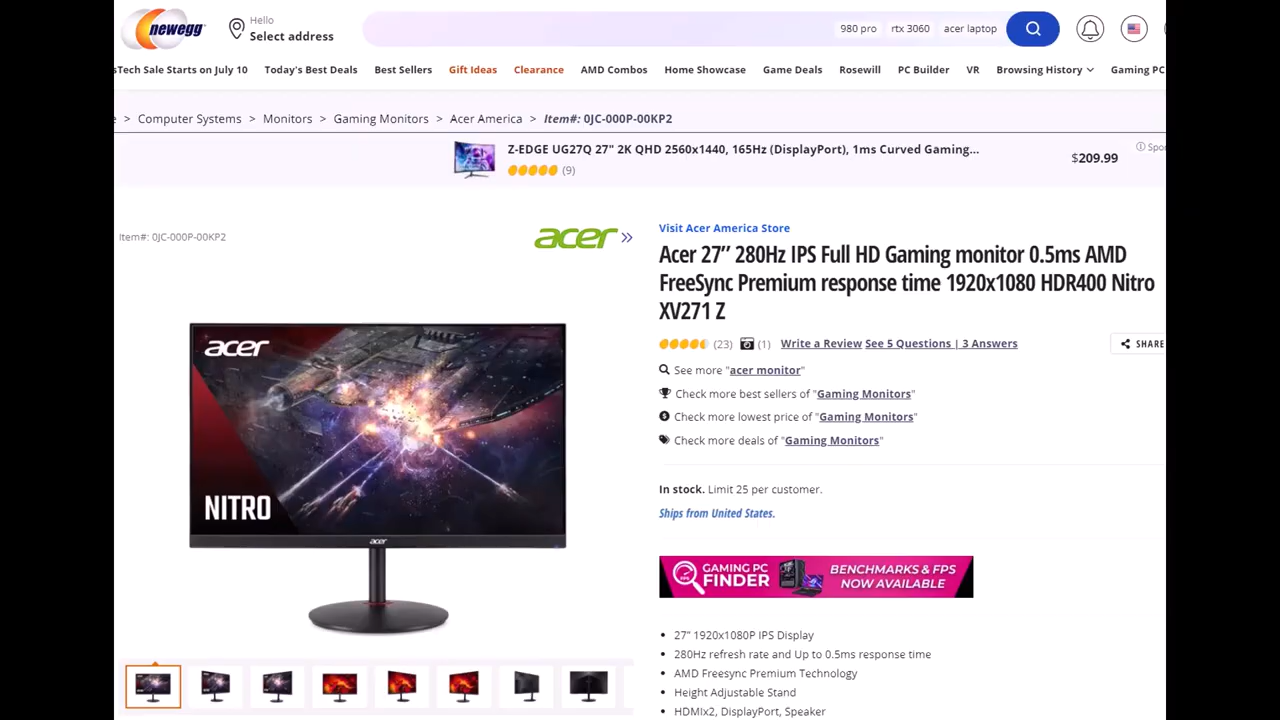 newegg
Hello
Select address
980 pro
rtx 3060
acer laptop
sTech Sale Starts on July 10
Today's Best Deals
Best Sellers
Gift Ideas
Clearance
AMD Combos
Home Showcase
Game Deals
Rosewill
PC Builder
VR
Browsing History
Gaming PC
> Computer Systems > Monitors > Gaming Monitors > Acer America > Item#: 0JC-000P-00KP2
Z-EDGE UG27Q 27" 2K QHD 2560x1440, 165Hz (DisplayPort), 1ms Curved Gaming...
(9)
$209.99
Spo
Item#: 0JC-000P-00KP2
acer
Visit Acer America Store
Acer 27” 280Hz IPS Full HD Gaming monitor 0.5ms AMD
FreeSync Premium response time 1920x1080 HDR400 Nitro
XV271 Z
(23) (1) Write a Review See 5 Questions | 3 Answers
SHARE
See more "acer monitor"
Check more best sellers of "Gaming Monitors"
Check more lowest price of "Gaming Monitors"
Check more deals of "Gaming Monitors"
In stock. Limit 25 per customer.
Ships from United States.
acer
NITRO
acer
GAMING PC
FINDER
BENCHMARKS & FPS
NOW AVAILABLE
• 27" 1920x1080P IPS Display
• 280Hz refresh rate and Up to 0.5ms response time
• AMD Freesync Premium Technology
• Height Adjustable Stand
• HDMIx2, DisplayPort, Speaker